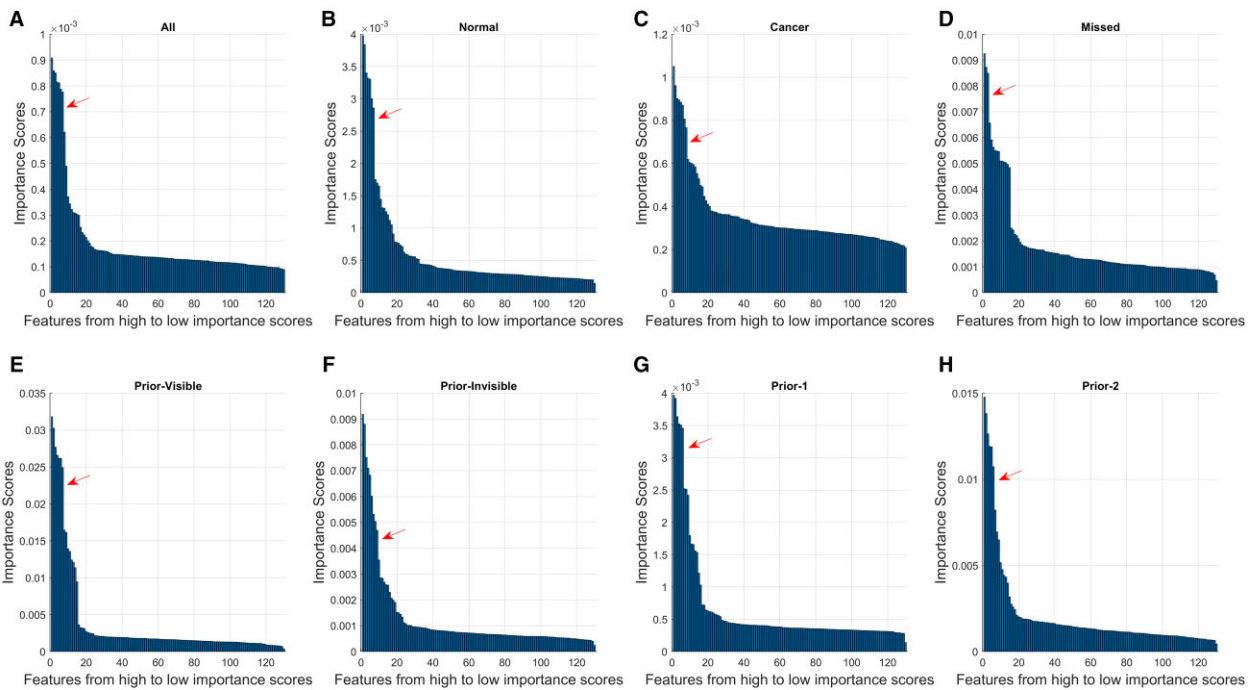 A
All
×10⁻³
1
0.9
0.8
0.7
0.6
0.5
0.4
0.3
0.2
0.1
0
Importance Scores
0 20 40 60 80 100 120
Features from high to low importance scores
B
Normal
×10⁻³
4
3.5
3
2.5
2
1.5
1
0.5
0
Importance Scores
0 20 40 60 80 100 120
Features from high to low importance scores
C
Cancer
×10⁻³
1.2
1
0.8
0.6
0.4
0.2
0
Importance Scores
0 20 40 60 80 100 120
Features from high to low importance scores
D
Missed
0.01
0.009
0.008
0.007
0.006
0.005
0.004
0.003
0.002
0.001
0
Importance Scores
0 20 40 60 80 100 120
Features from high to low importance scores
E
Prior-Visible
0.035
0.03
0.025
0.02
0.015
0.01
0.005
0
Importance Scores
0 20 40 60 80 100 120
Features from high to low importance scores
F
Prior-Invisible
0.01
0.009
0.008
0.007
0.006
0.005
0.004
0.003
0.002
0.001
0
Importance Scores
0 20 40 60 80 100 120
Features from high to low importance scores
G
Prior-1
×10⁻³
4
3.5
3
2.5
2
1.5
1
0.5
0
Importance Scores
0 20 40 60 80 100 120
Features from high to low importance scores
H
Prior-2
0.015
0.01
0.005
0
Importance Scores
0 20 40 60 80 100 120
Features from high to low importance scores